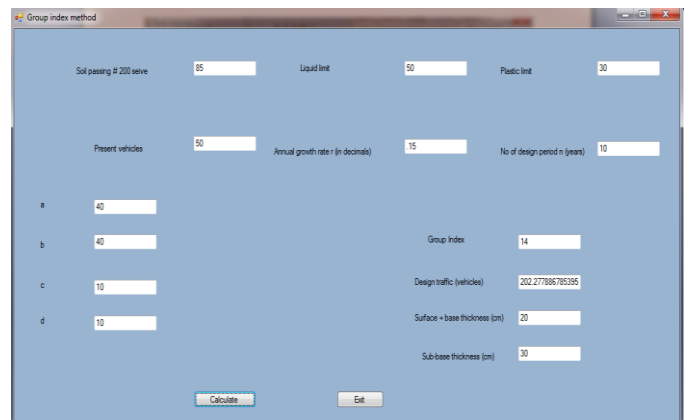 Group index method
Soil passing # 200 seive 85 Liquid limit 50 Plastic limit 30
Present vehicles 50 Annual growth rate r (in decimals) .15 No of design period n (years) 10
a 40
b 40 Group Index 14
c 10 Design traffic (vehicles) 202.277886785395
d 10 Surface + base thickness (cm) 20
Sub-base thickness (cm) 30
Calculate Exit